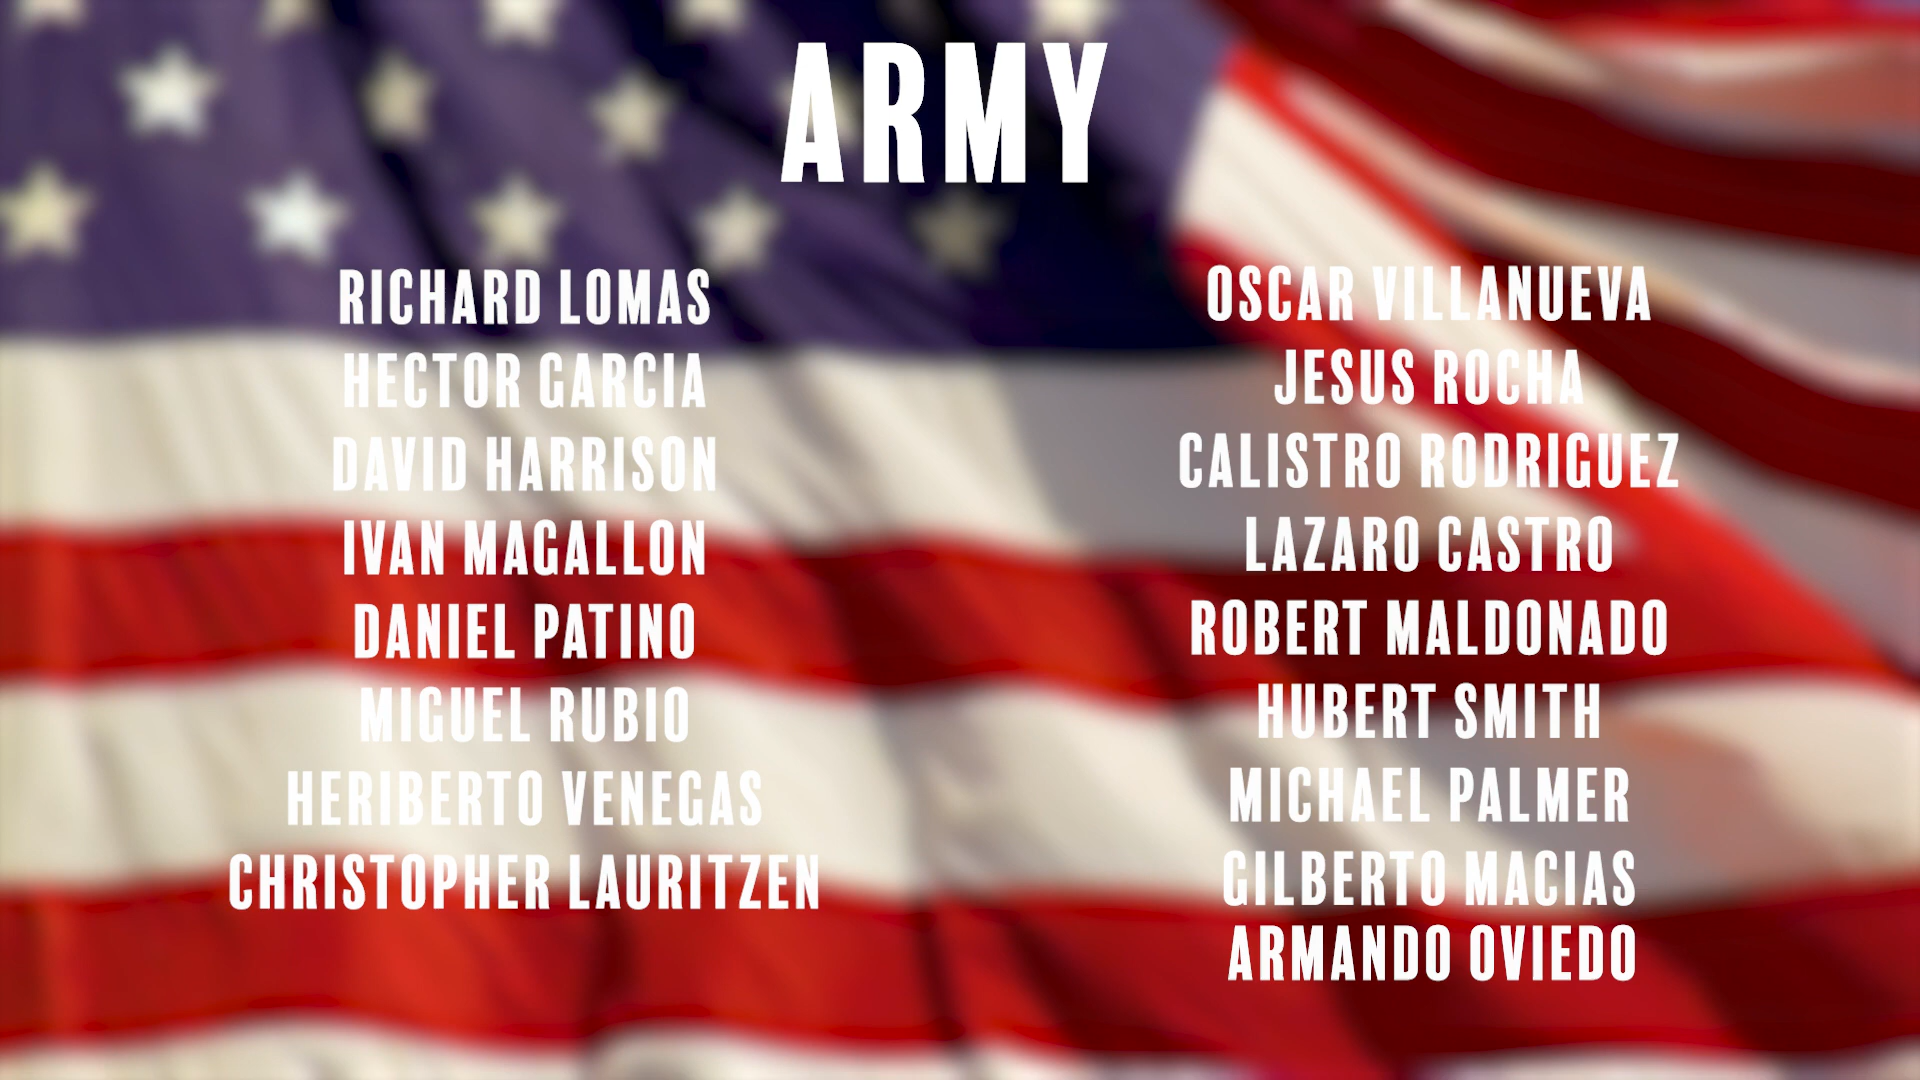 ARMY
RICHARD LOMAS
HECTOR GARCIA
DAVID HARRISON
IVAN MAGALLON
DANIEL PATINO
MIGUEL RUBIO
HERIBERTO VENEGAS
CHRISTOPHER LAURITZEN
OSCAR VILLANUEVA
JESUS ROCHA
CALISTRO RODRIGUEZ
LAZARO CASTRO
ROBERT MALDONADO
HUBERT SMITH
MICHAEL PALMER
GILBERTO MACIAS
ARMANDO OVIEDO